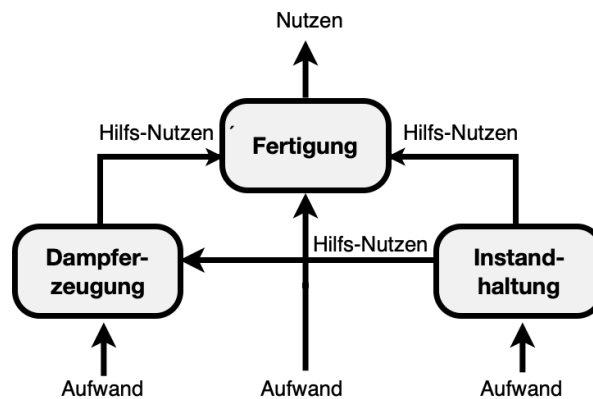 Nutzen
Hilfs-Nutzen
Fertigung
Hilfs-Nutzen
Dampfer-
zeugung
Hilfs-Nutzen
Instand-
haltung
Aufwand
Aufwand
Aufwand